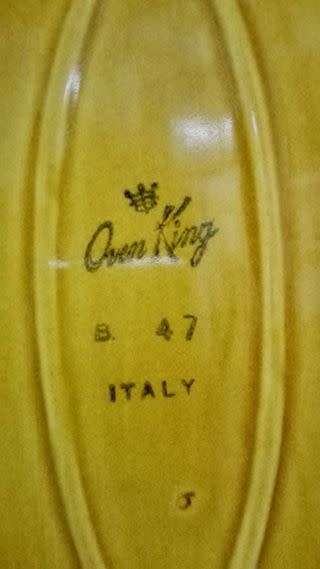 Oven King
B. 47
ITALY
J